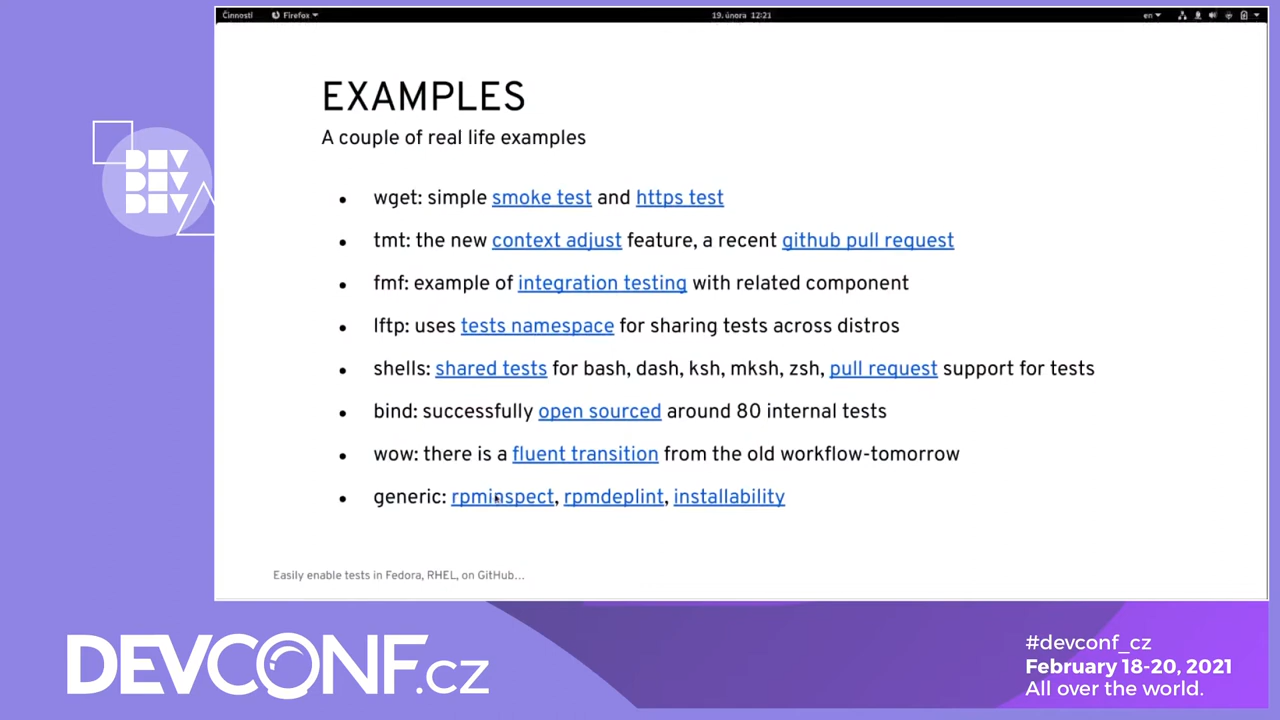 Činnosti Firefox 19. února 12:21 en
EXAMPLES
A couple of real life examples
DEV
DEV
DEV
• wget: simple smoke test and https test
• tmt: the new context adjust feature, a recent github pull request
• fmf: example of integration testing with related component
• lftp: uses tests namespace for sharing tests across distros
• shells: shared tests for bash, dash, ksh, mksh, zsh, pull request support for tests
• bind: successfully open sourced around 80 internal tests
• wow: there is a fluent transition from the old workflow-tomorrow
• generic: rpminspect, rpmdeplint, installability
Easily enable tests in Fedora, RHEL, on GitHub...
DEVCONF.cz
#devconf_cz
February 18-20, 2021
All over the world.